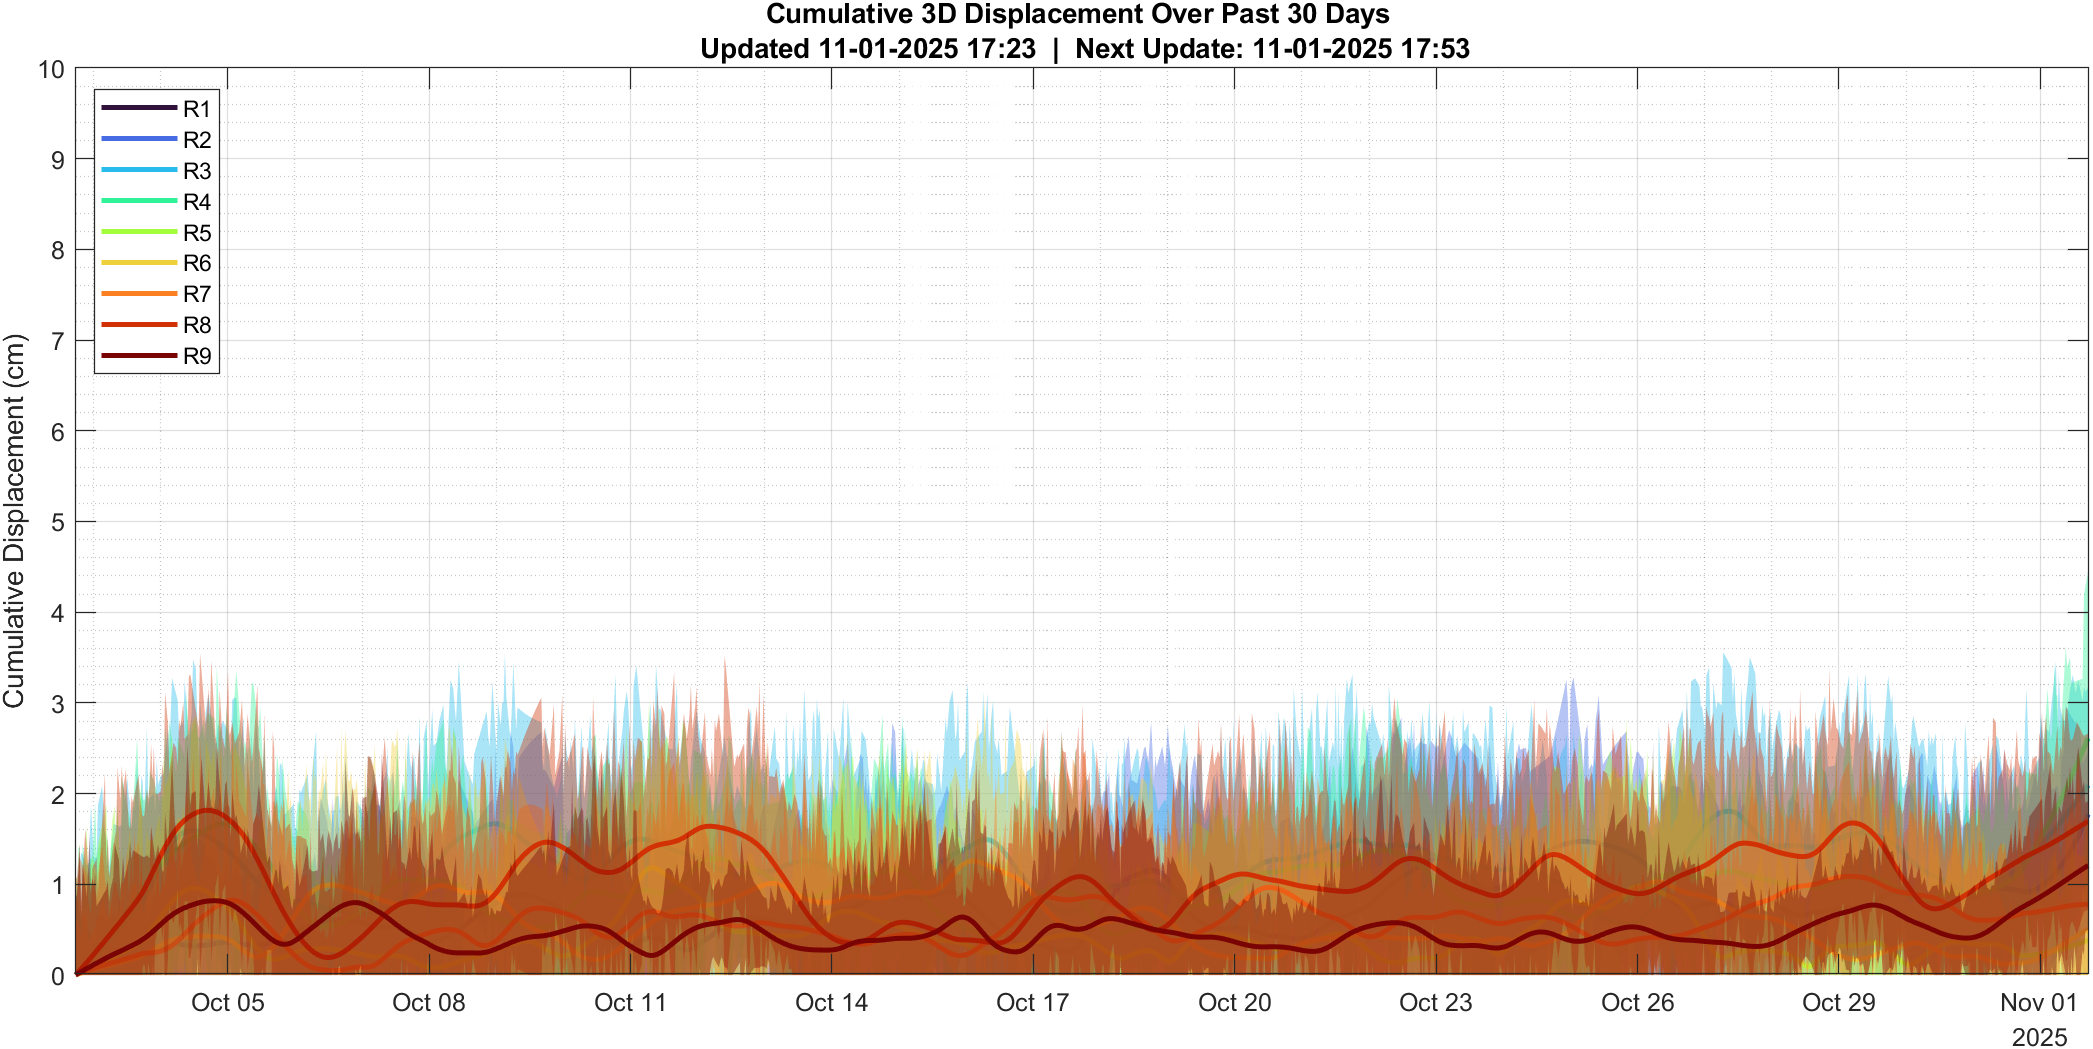 Cumulative 3D Displacement Over Past 30 Days
Updated 11-01-2025 17:23 | Next Update: 11-01-2025 17:53
Cumulative Displacement (cm)
10
9
8
7
6
5
4
3
2
1
0
R1
R2
R3
R4
R5
R6
R7
R8
R9
Oct 05 Oct 08 Oct 11 Oct 14 Oct 17 Oct 20 Oct 23 Oct 26 Oct 29 Nov 01
2025